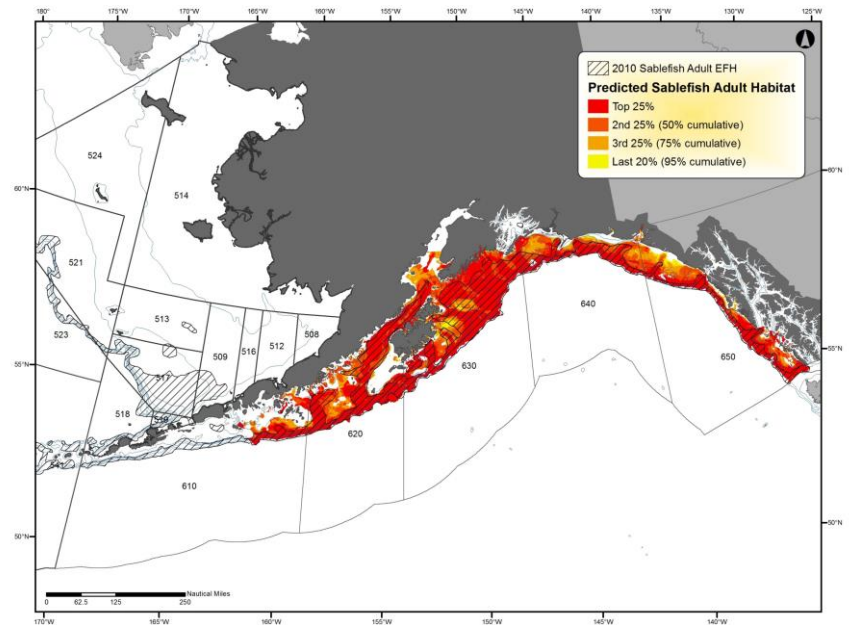 180° 175°W 170°W 165°W 160°W 155°W 150°W 145°W 140°W 135°W 130°W 125°W
2010 Sablefish Adult EFH
Predicted Sablefish Adult Habitat
Top 25%
2nd 25% (50% cumulative)
3rd 25% (75% cumulative)
Last 20% (95% cumulative)
524
514
60°N 60°N
521
513
523
509 516 512 508
640
55°N 55°N
517
630
650
518 519
620
610
50°N 50°N
Nautical Miles
0 62.5 125 250
170°W 165°W 160°W 155°W 150°W 145°W 140°W